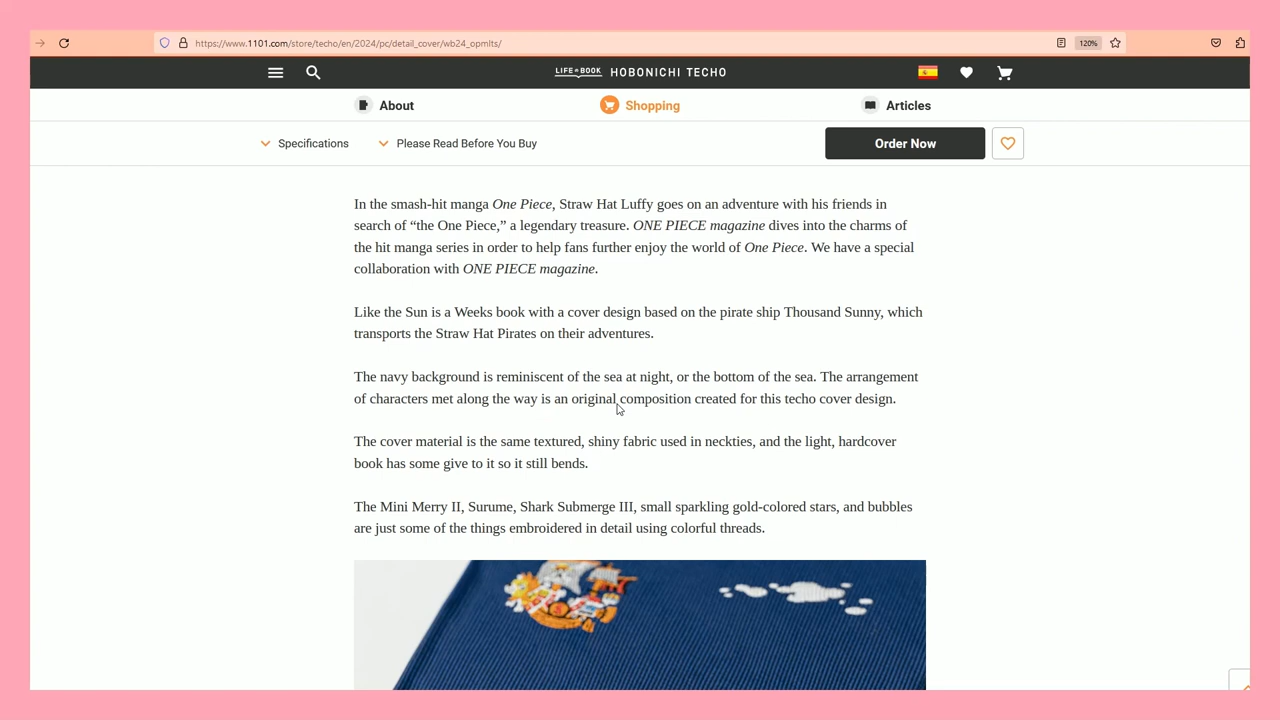 https://www.1101.com/store/techo/en/2024/pc/detail_cover/wb24_opmlts/
120%
LIFE BOOK HOBONICHI TECHO
About
Shopping
Articles
Specifications
Please Read Before You Buy
Order Now
In the smash-hit manga One Piece, Straw Hat Luffy goes on an adventure with his friends in
search of “the One Piece,” a legendary treasure. ONE PIECE magazine dives into the charms of
the hit manga series in order to help fans further enjoy the world of One Piece. We have a special
collaboration with ONE PIECE magazine.
Like the Sun is a Weeks book with a cover design based on the pirate ship Thousand Sunny, which
transports the Straw Hat Pirates on their adventures.
The navy background is reminiscent of the sea at night, or the bottom of the sea. The arrangement
of characters met along the way is an original composition created for this techo cover design.
The cover material is the same textured, shiny fabric used in neckties, and the light, hardcover
book has some give to it so it still bends.
The Mini Merry II, Surume, Shark Submerge III, small sparkling gold-colored stars, and bubbles
are just some of the things embroidered in detail using colorful threads.